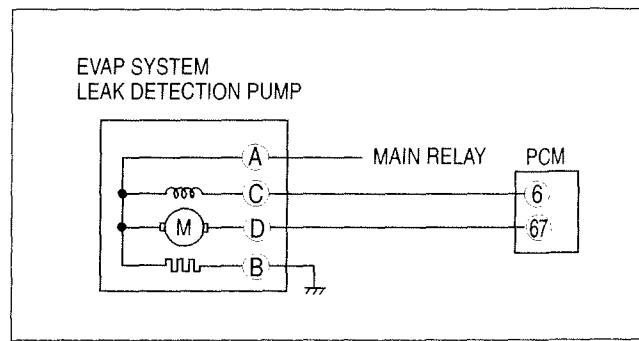 EVAP SYSTEM
LEAK DETECTION PUMP
A
MAIN RELAY
PCM
C
6
M
D
67
B